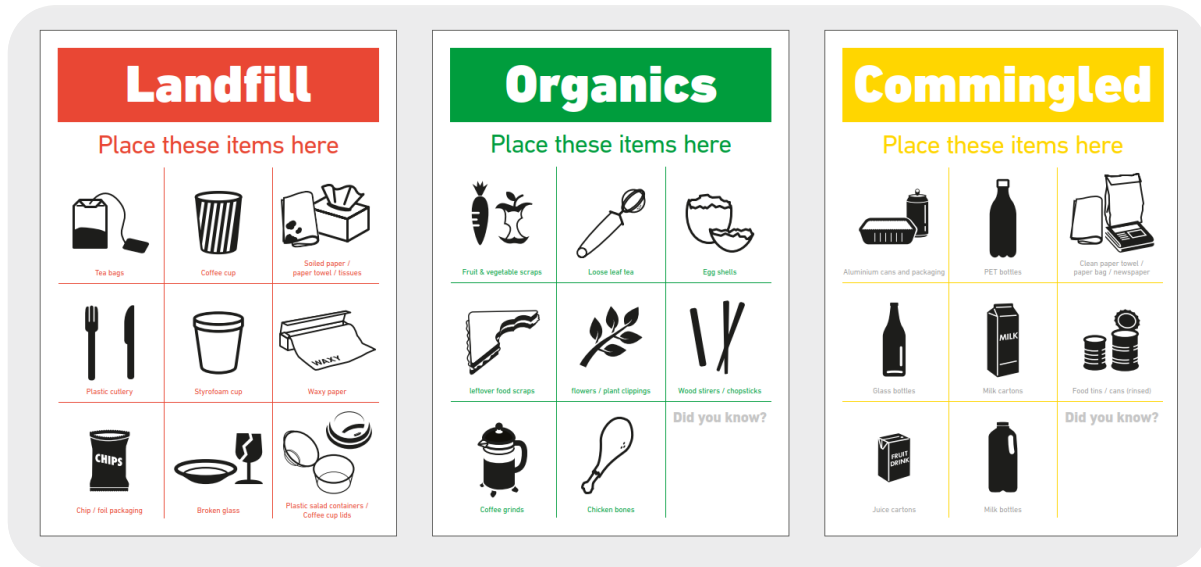 Landfill
Place these items here
Tea bags
Coffee cup
Soiled paper /
paper towel / tissues
Plastic cutlery
Styrofoam cup
WAXY
Waxy paper
CHIPS
Chip / foil packaging
Broken glass
Plastic salad containers /
Coffee cup lids
Organics
Place these items here
Fruit & vegetable scraps
Loose leaf tea
Egg shells
leftover food scraps
flowers / plant clippings
Wood stirers / chopsticks
Did you know?
Coffee grinds
Chicken bones
Commingled
Place these items here
Aluminium cans and packaging
PET bottles
Clean paper towel /
paper bag / newspaper
Glass bottles
MILK
Milk cartons
Food tins / cans (rinsed)
Did you know?
FRUIT
DRINK
Juice cartons
Milk bottles